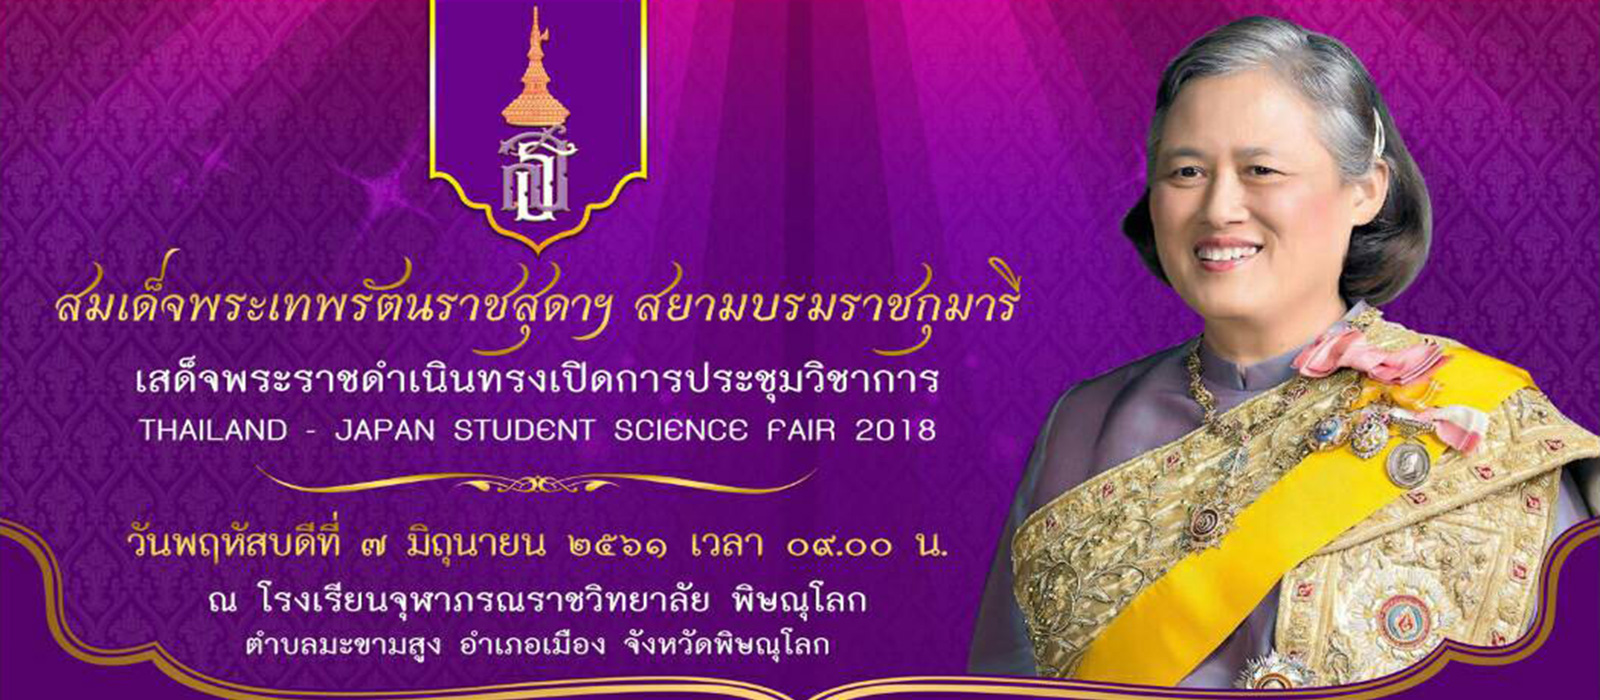 สมเด็จพระเทพรัตนราชสุดาฯ สยามบรมราชกุมารี
เสด็จพระราชดำเนินทรงเปิดการประชุมวิชาการ
THAILAND - JAPAN STUDENT SCIENCE FAIR 2018
วันพฤหัสบดีที่ ๗ มิถุนายน ๒๕๖๑ เวลา ๐๙.๐๐ น.
ณ โรงเรียนจุฬาภรณราชวิทยาลัย พิษณุโลก
ตำบลมะขามสูง อำเภอเมือง จังหวัดพิษณุโลก